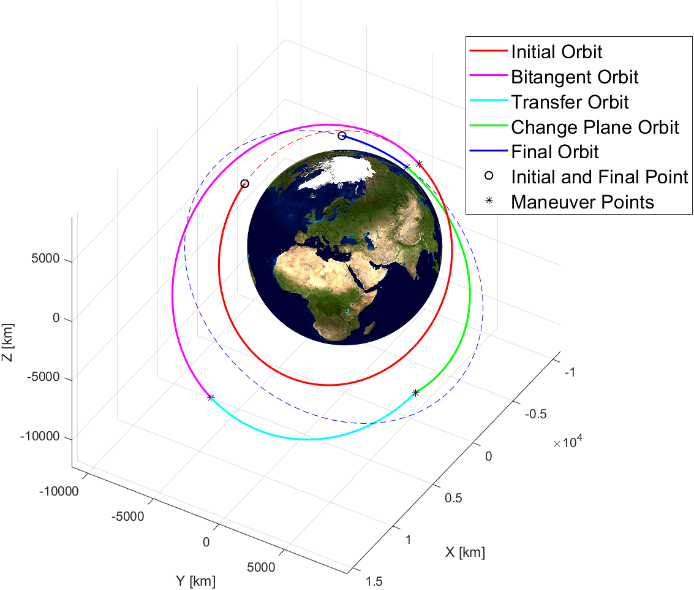 Initial Orbit
Bitangent Orbit
Transfer Orbit
Change Plane Orbit
Final Orbit
Initial and Final Point
Maneuver Points
5000
0
-5000
-10000
Z [km]
-10000
-5000
0
5000
Y [km]
-1
-0.5
×10⁴
0
0.5
1
1.5
X [km]